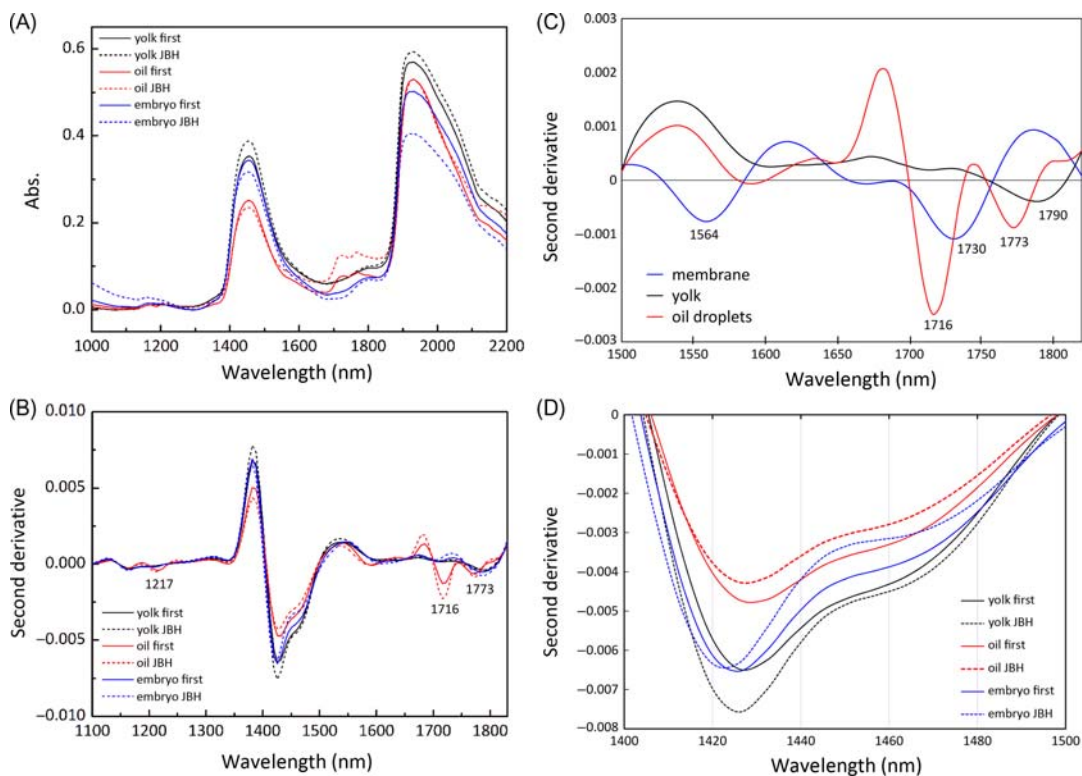 (A)
Abs.
0.6
0.4
0.2
0.0
yolk first
yolk JBH
oil first
oil JBH
embryo first
embryo JBH
1000 1200 1400 1600 1800 2000 2200
Wavelength (nm)
(C)
Second derivative
0.003
0.002
0.001
0
−0.001
−0.002
−0.003
1564
1730
1773
1790
1716
membrane
yolk
oil droplets
1500 1550 1600 1650 1700 1750 1800
Wavelength (nm)
(B)
Second derivative
0.010
0.005
0.000
−0.005
−0.010
1217
1716
1773
yolk first
yolk JBH
oil first
oil JBH
embryo first
embryo JBH
1100 1200 1300 1400 1500 1600 1700 1800
Wavelength (nm)
(D)
Second derivative
0
−0.001
−0.002
−0.003
−0.004
−0.005
−0.006
−0.007
−0.008
yolk first
yolk JBH
oil first
oil JBH
embryo first
embryo JBH
1400 1420 1440 1460 1480 1500
Wavelength (nm)